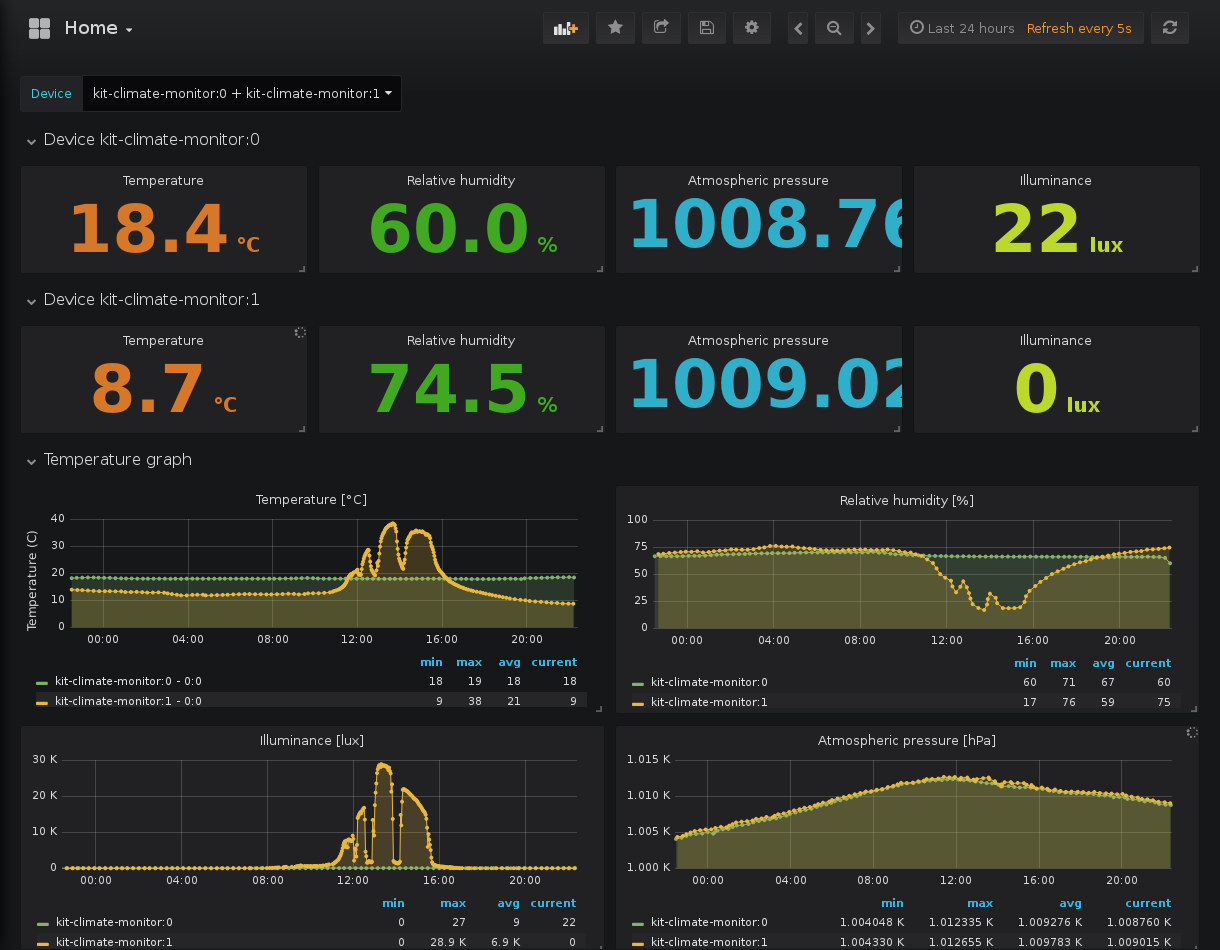 Home
Last 24 hours Refresh every 5s
Device kit-climate-monitor:0 + kit-climate-monitor:1
Device kit-climate-monitor:0
Temperature Relative humidity Atmospheric pressure Illuminance
18.4 °C 60.0 % 1008.76 22 lux
Device kit-climate-monitor:1
Temperature Relative humidity Atmospheric pressure Illuminance
8.7 °C 74.5 % 1009.02 0 lux
Temperature graph
Temperature [°C]
Temperature (C)
40
30
20
10
0
00:00 04:00 08:00 12:00 16:00 20:00
min max avg current
kit-climate-monitor:0 - 0:0 18 19 18 18
kit-climate-monitor:1 - 0:0 9 38 21 9
Relative humidity [%]
100
75
50
25
0
00:00 04:00 08:00 12:00 16:00 20:00
min max avg current
kit-climate-monitor:0 60 71 67 60
kit-climate-monitor:1 17 76 59 75
Illuminance [lux]
30 K
20 K
10 K
0
00:00 04:00 08:00 12:00 16:00 20:00
min max avg current
kit-climate-monitor:0 0 27 9 22
kit-climate-monitor:1 0 28.9 K 6.9 K 0
Atmospheric pressure [hPa]
1.015 K
1.010 K
1.005 K
1.000 K
00:00 04:00 08:00 12:00 16:00 20:00
min max avg current
kit-climate-monitor:0 1.004048 K 1.012335 K 1.009276 K 1.008760 K
kit-climate-monitor:1 1.004330 K 1.012655 K 1.009783 K 1.009015 K